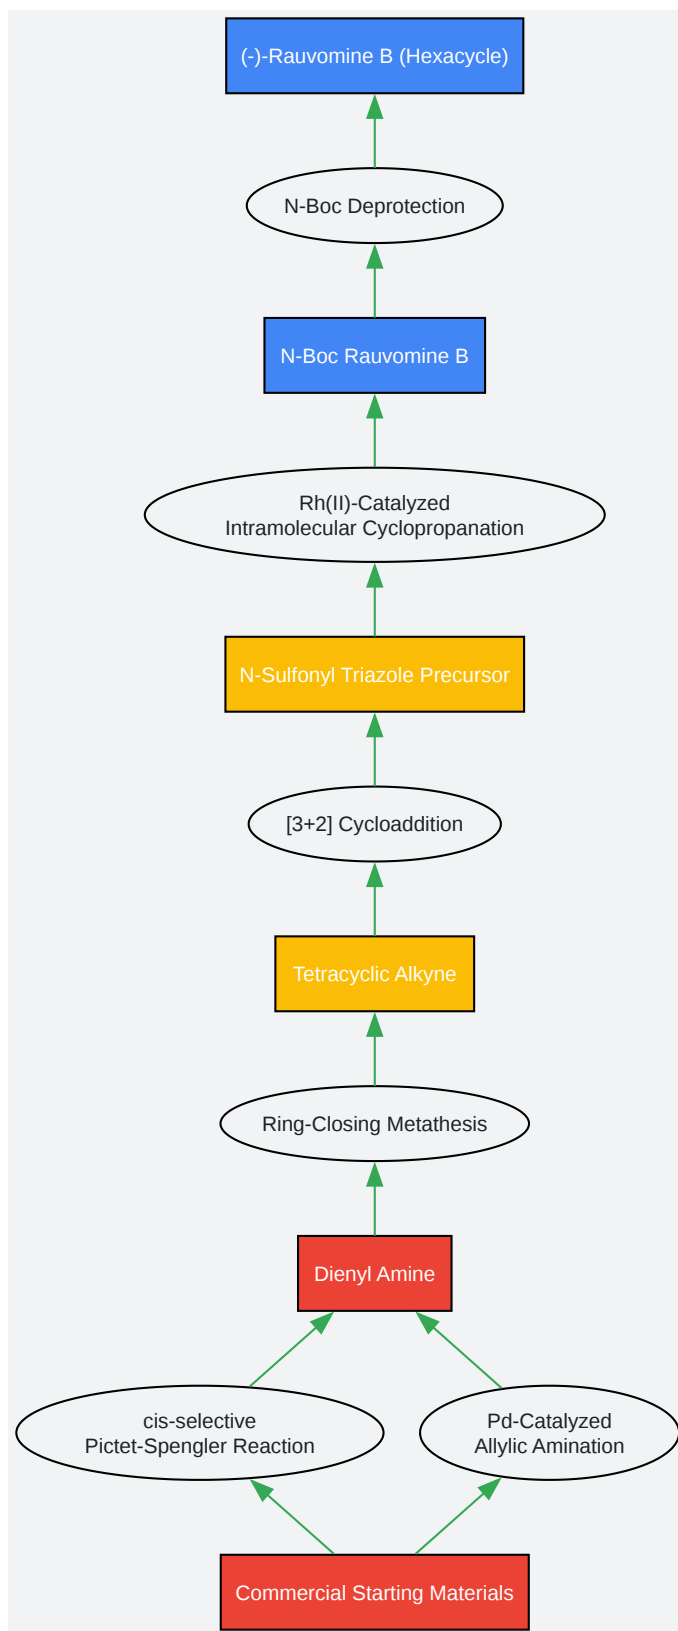 (-)-Rauvomine B (Hexacycle)
N-Boc Deprotection
N-Boc Rauvomine B
Rh(II)-Catalyzed
Intramolecular Cyclopropanation
N-Sulfonyl Triazole Precursor
[3+2] Cycloaddition
Tetracyclic Alkyne
Ring-Closing Metathesis
Dienyl Amine
cis-selective
Pictet-Spengler Reaction
Pd-Catalyzed
Allylic Amination
Commercial Starting Materials